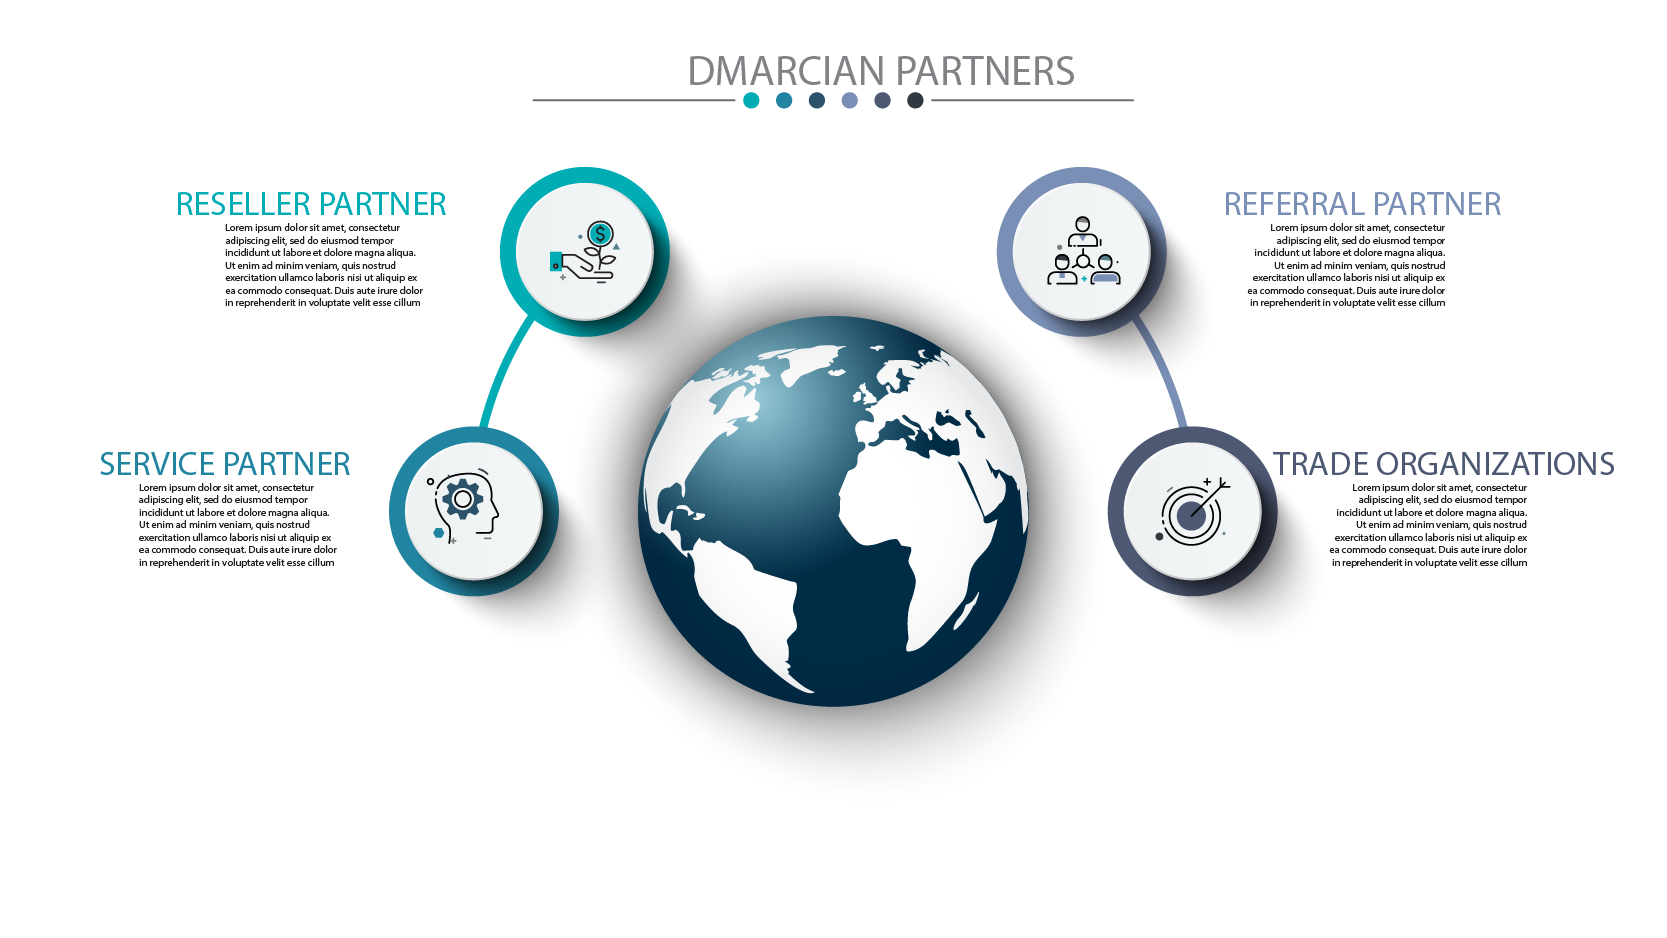 DMARCIAN PARTNERS
RESELLER PARTNER
Lorem ipsum dolor sit amet, consectetur
adipiscing elit, sed do eiusmod tempor
incididunt ut labore et dolore magna aliqua.
Ut enim ad minim veniam, quis nostrud
exercitation ullamco laboris nisi ut aliquip ex
ea commodo consequat. Duis aute irure dolor
in reprehenderit in voluptate velit esse cillum
$
REFERRAL PARTNER
Lorem ipsum dolor sit amet, consectetur
adipiscing elit, sed do eiusmod tempor
incididunt ut labore et dolore magna aliqua.
Ut enim ad minim veniam, quis nostrud
exercitation ullamco laboris nisi ut aliquip ex
ea commodo consequat. Duis aute irure dolor
in reprehenderit in voluptate velit esse cillum
SERVICE PARTNER
Lorem ipsum dolor sit amet, consectetur
adipiscing elit, sed do eiusmod tempor
incididunt ut labore et dolore magna aliqua.
Ut enim ad minim veniam, quis nostrud
exercitation ullamco laboris nisi ut aliquip ex
ea commodo consequat. Duis aute irure dolor
in reprehenderit in voluptate velit esse cillum
TRADE ORGANIZATIONS
Lorem ipsum dolor sit amet, consectetur
adipiscing elit, sed do eiusmod tempor
incididunt ut labore et dolore magna aliqua.
Ut enim ad minim veniam, quis nostrud
exercitation ullamco laboris nisi ut aliquip ex
ea commodo consequat. Duis aute irure dolor
in reprehenderit in voluptate velit esse cillum